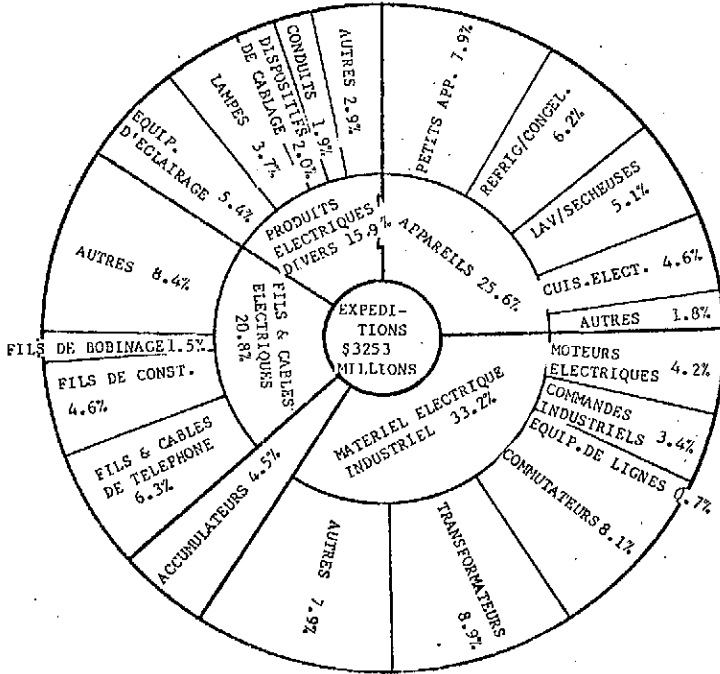 EXPEDI-
TIONS
$3253
MILLIONS
APPAREILS 25.6%
PETITS APP. 7.9%
REFRIG/CONGEL.
6.2%
LAV/SECHEUSES
5.1%
CUIS.ELECT. 4.6%
AUTRES 1.8%
MATERIEL ELECTRIQUE
INDUSTRIEL 33.2%
MOTEURS
ELECTRIQUES 4.2%
COMMANDES
INDUSTRIELS 3.4%
EQUIP.DE LIGNES 0.7%
COMMUTATEURS 8.1%
TRANSFORMATEURS
8.9%
AUTRES 7.9%
ACCUMULATEURS 4.5%
FILS & CABLES
ELECTRIQUES
20.8%
FILS & CABLES
DE TELEPHONE
6.3%
FILS DE CONST.
4.6%
FILS DE BOBINAGE 1.5%
AUTRES 8.4%
PRODUITS
ELECTRIQUES
DIVERS 15.9%
EQUIP.
D'ECLAIRAGE 5.4%
LAMPES
3.7%
DISPOSITIFS
DE CABLAGE 2.0%
CONDUITS 1.9%
AUTRES 2.9%